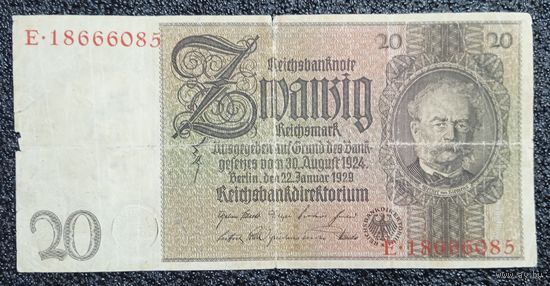 E·18666085
20
20
Reichsbanknote
Zwanzig
Reichsmark
Ausgegeben auf Grund des Bank-
gesetzes vom 30. August 1924
Berlin, den 22. Januar 1929
Reichsbankdirektorium
20
E·18666085